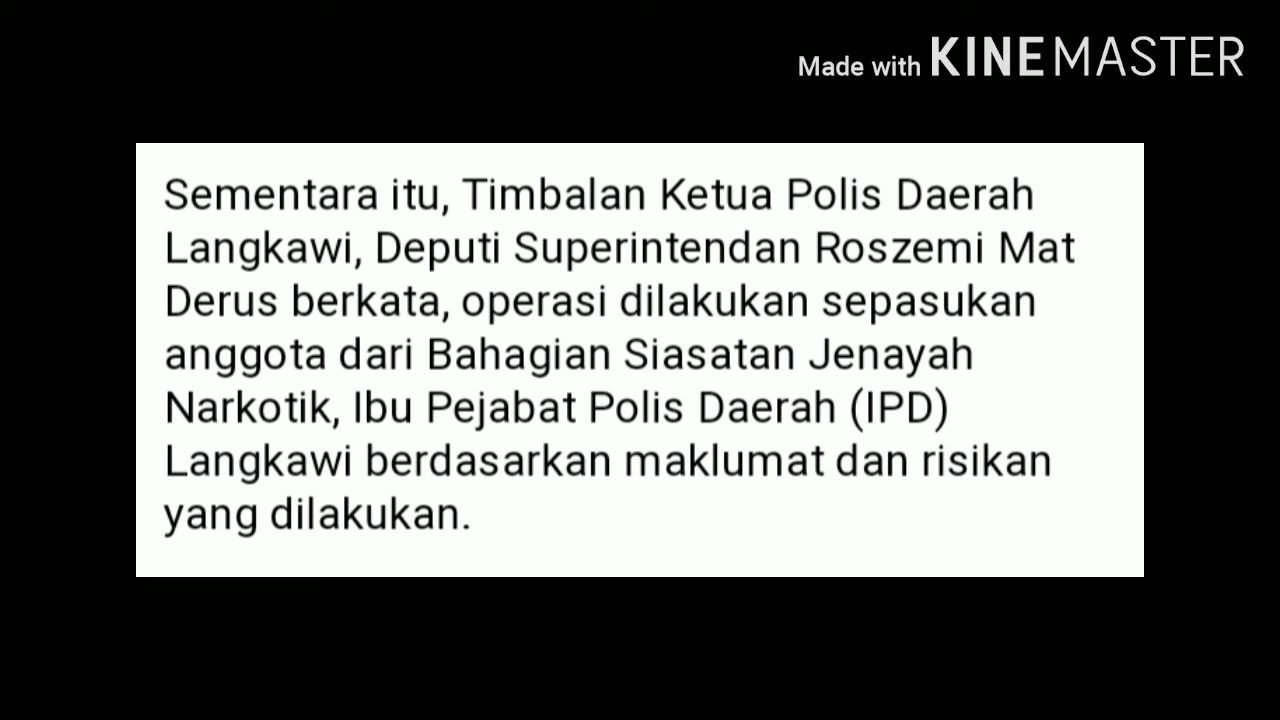 Made with KINEMASTER
Sementara itu, Timbalan Ketua Polis Daerah
Langkawi, Deputi Superintendan Roszemi Mat
Derus berkata, operasi dilakukan sepasukan
anggota dari Bahagian Siasatan Jenayah
Narkotik, Ibu Pejabat Polis Daerah (IPD)
Langkawi berdasarkan maklumat dan risikan
yang dilakukan.